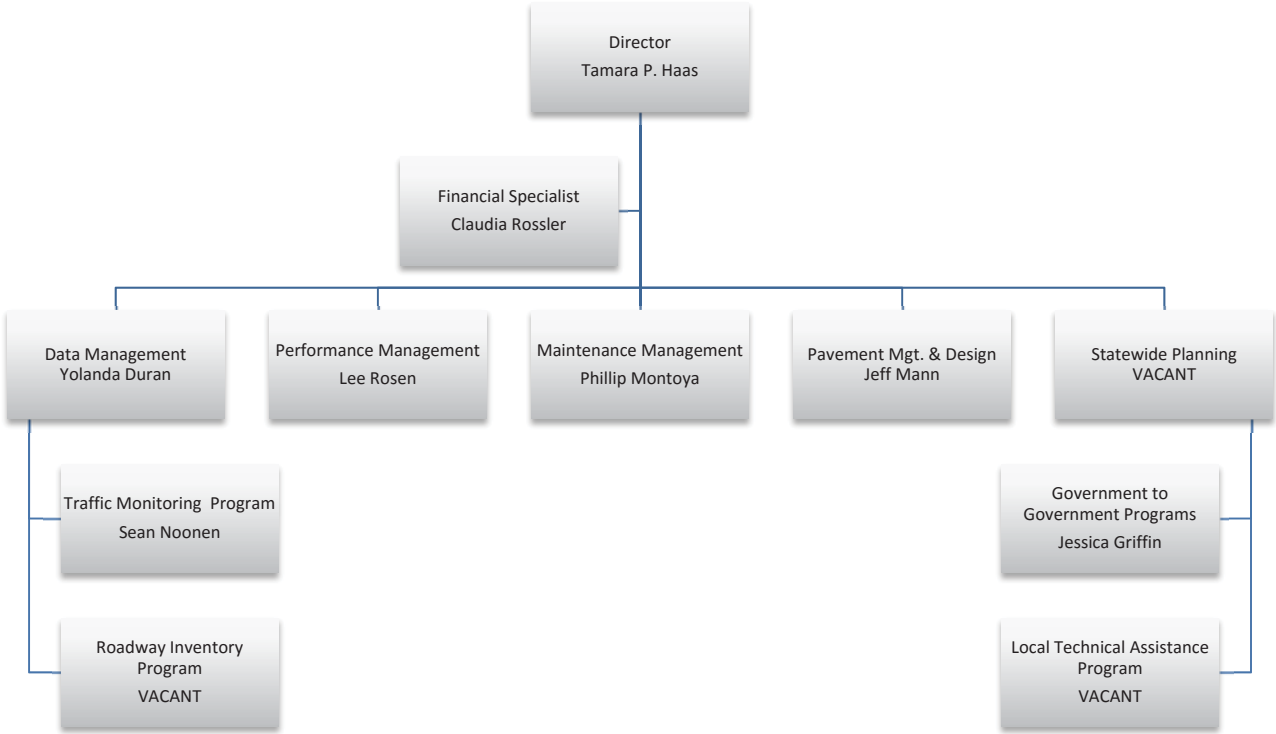 Director
Tamara P. Haas
Financial Specialist
Claudia Rossler
Data Management
Yolanda Duran
Performance Management
Lee Rosen
Maintenance Management
Phillip Montoya
Pavement Mgt. & Design
Jeff Mann
Statewide Planning
VACANT
Traffic Monitoring  Program
Sean Noonen
Government to
Government Programs
Jessica Griffin
Roadway Inventory
Program
VACANT
Local Technical Assistance
Program
VACANT